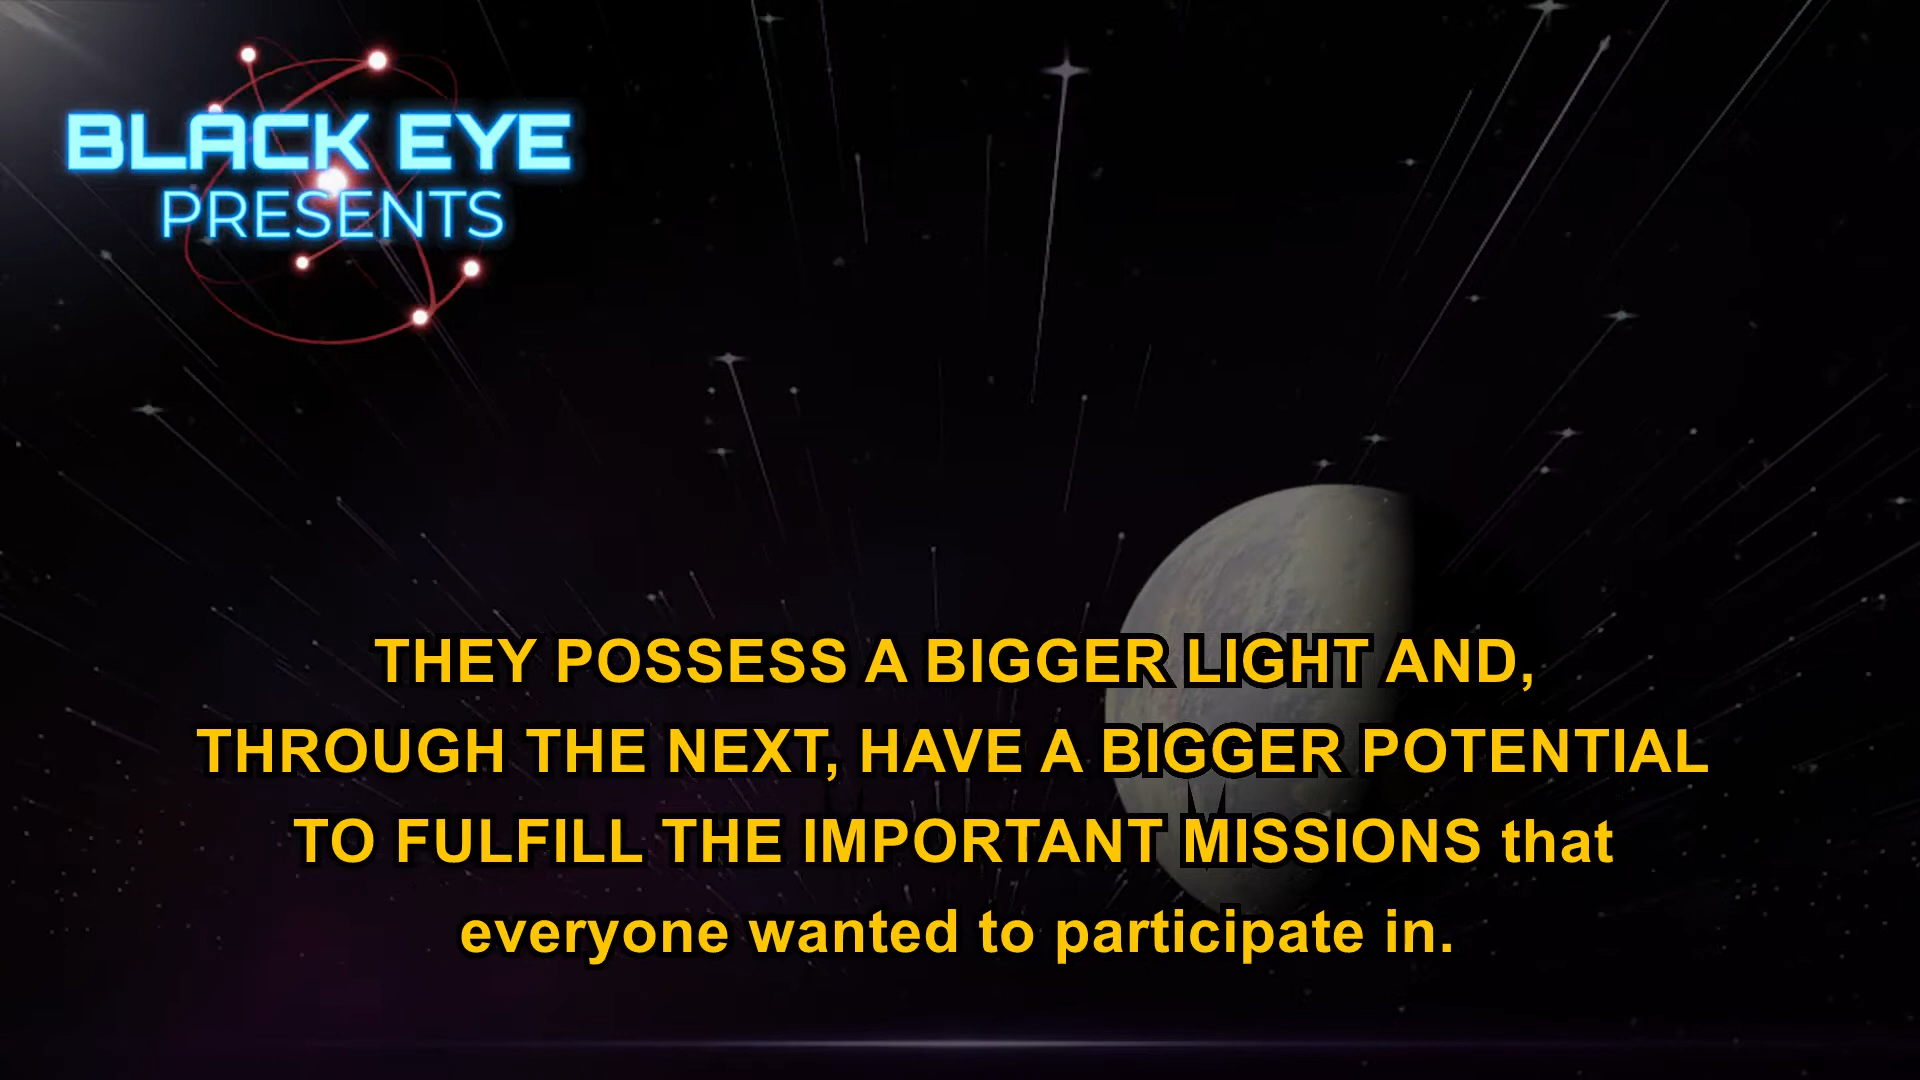 BLACK EYE
PRESENTS
THEY POSSESS A BIGGER LIGHT AND,
THROUGH THE NEXT, HAVE A BIGGER POTENTIAL
TO FULFILL THE IMPORTANT MISSIONS that
everyone wanted to participate in.